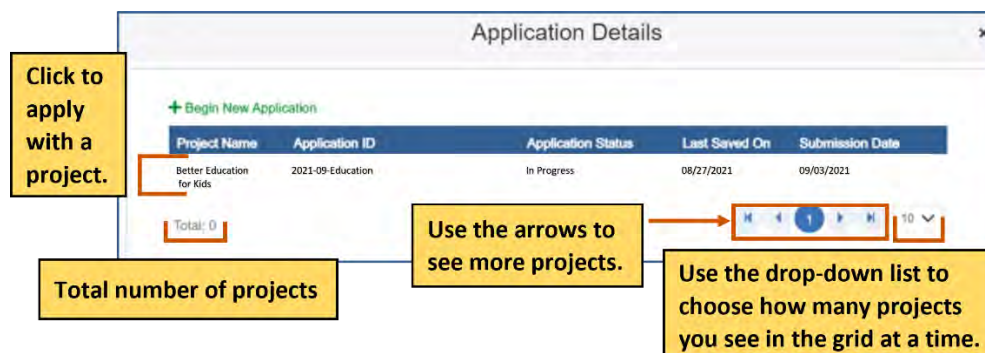 Application Details
×
Click to
apply
with a
project.
+ Begin New Application
Project Name Application ID Application Status Last Saved On Submission Date
Better Education
for Kids
2021-09-Education In Progress 08/27/2021 09/03/2021
Total: 0
1
10
Use the arrows to
see more projects.
Total number of projects
Use the drop-down list to
choose how many projects
you see in the grid at a time.